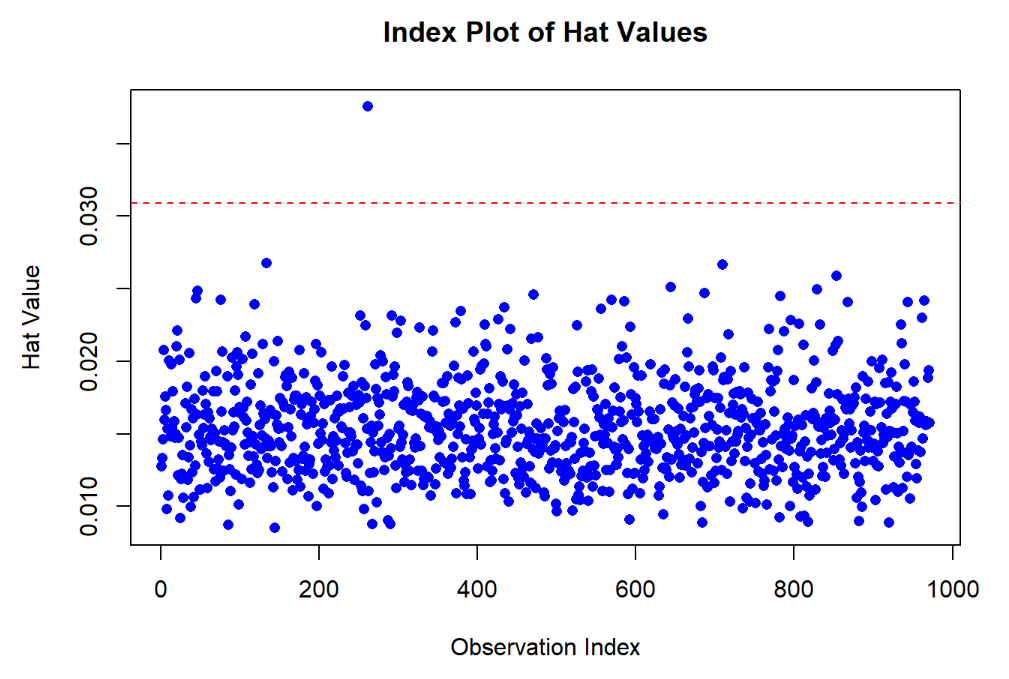 Index Plot of Hat Values
Hat Value
0.030
0.020
0.010
0 200 400 600 800 1000
Observation Index